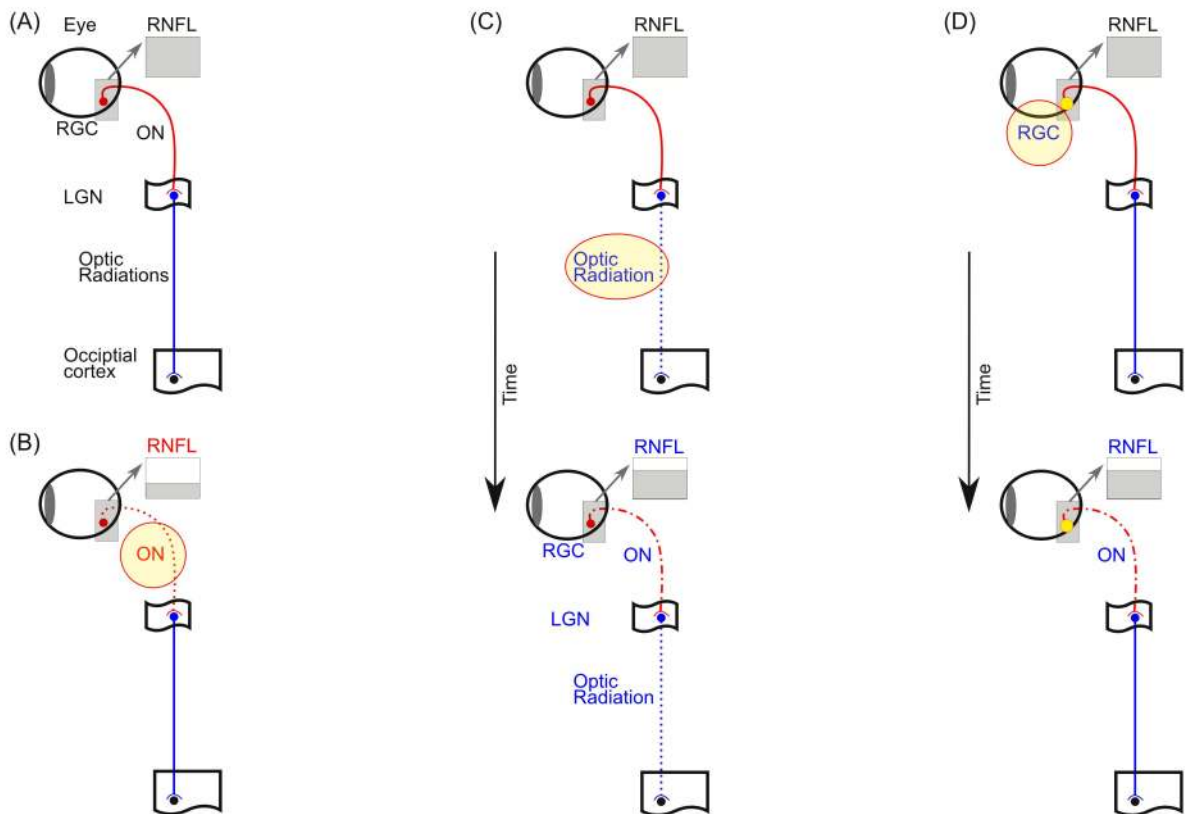 (A)
Eye
RNFL
RGC
ON
LGN
Optic
Radiations
Occiptial
cortex
(B)
RNFL
ON
(C)
RNFL
Optic
Radiation
Time
RNFL
RGC
ON
LGN
Optic
Radiation
(D)
RNFL
RGC
Time
RNFL
ON